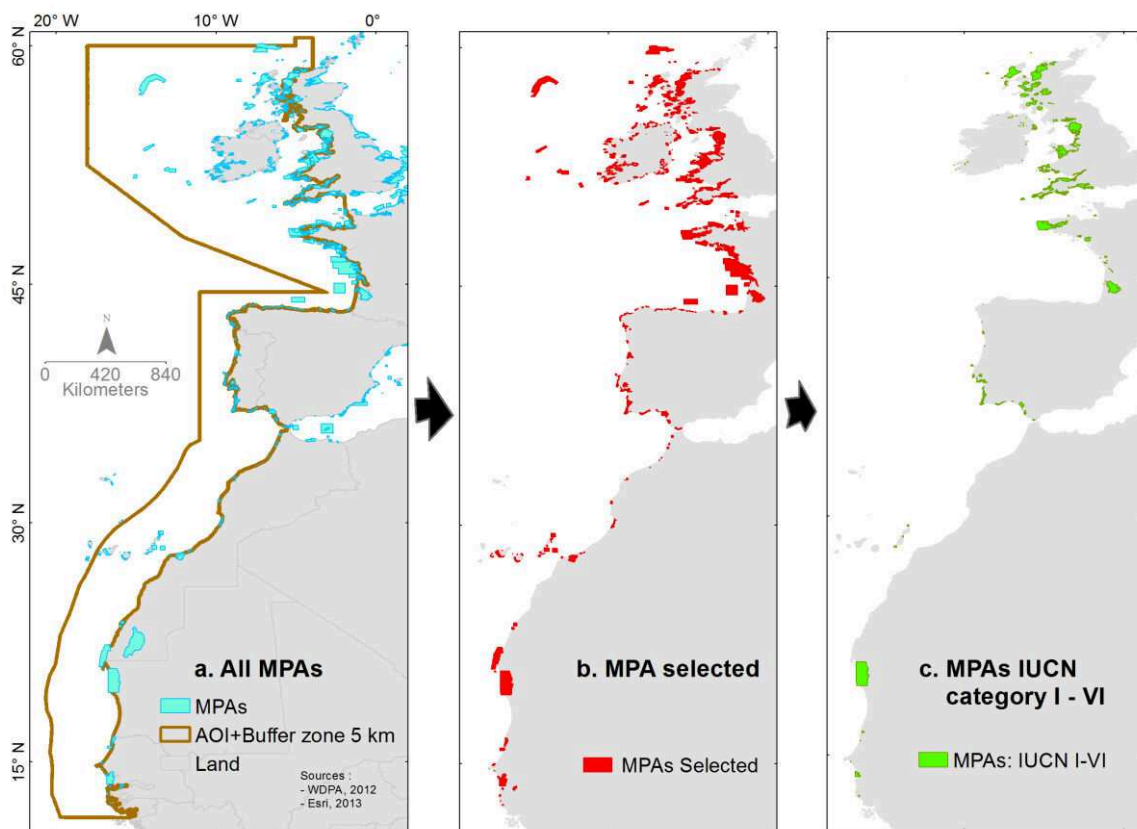 20° W
10° W
0°
60° N
45° N
30° N
15° N
N
0 420 840
Kilometers
a. All MPAs
MPAs
AOI+Buffer zone 5 km
Land
Sources :
- WDPA, 2012
- Esri, 2013
b. MPA selected
MPAs Selected
c. MPAs IUCN
category I - VI
MPAs: IUCN I-VI